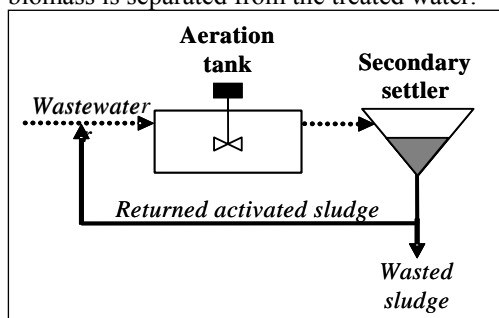 biomass is separated from the treated water.
Aeration
tank
Secondary
settler
Wastewater
r
Returned activated sludge
Wasted
sludge